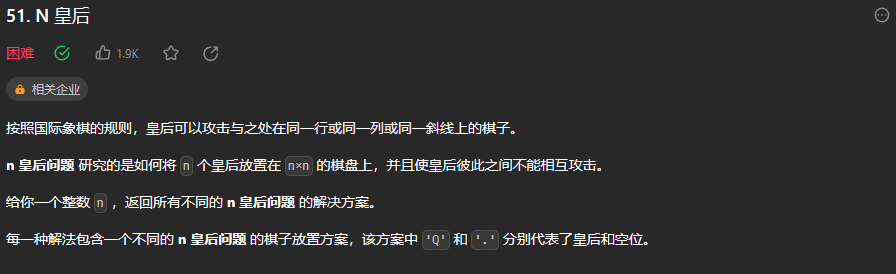 51. N 皇后
困难 1.9K
相关企业
按照国际象棋的规则，皇后可以攻击与之处在同一行或同一列或同一斜线上的棋子。
n 皇后问题 研究的是如何将 n 个皇后放置在 n×n 的棋盘上，并且使皇后彼此之间不能相互攻击。
给你一个整数 n ，返回所有不同的 n 皇后问题 的解决方案。
每一种解法包含一个不同的 n 皇后问题 的棋子放置方案，该方案中 'Q' 和 '.' 分别代表了皇后和空位。